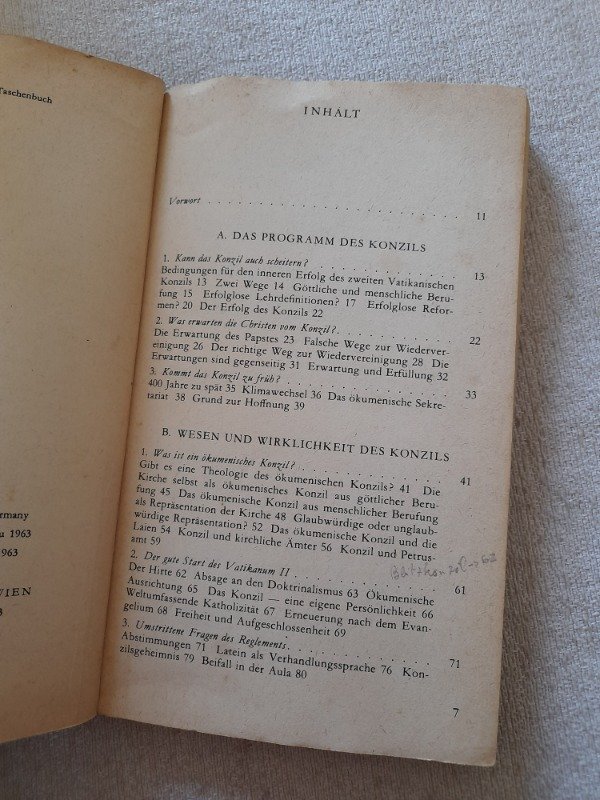 Taschenbuch
emany
u 1963
963
WIEN
3
INHALT
Vorwort . . . . . . . . . . . . . . . . . . . 11
A. DAS PROGRAMM DES KONZILS
1. Kann das Konzil auch scheitern? . . . . . . . . . . 13
Bedingungen für den inneren Erfolg des zweiten Vatikanischen
Konzils 13 Zwei Wege 14 Göttliche und menschliche Beru-
fung 15 Erfolglose Lehrdefinitionen? 17 Erfolglose Refor-
men? 20 Der Erfolg des Konzils 22
2. Was erwarten die Christen vom Konzil? . . . . . . . . 22
Die Erwartung des Papstes 23 Falsche Wege zur Wiederver-
einigung 26 Der richtige Weg zur Wiedervereinigung 28 Die
Erwartungen sind gegenseitig 31 Erwartung und Erfüllung 32
3. Kommt das Konzil zu früh? . . . . . . . . . . . . 33
400 Jahre zu spät 35 Klimawechsel 36 Das ökumenische Sekre-
tariat 38 Grund zur Hoffnung 39
B. WESEN UND WIRKLICHKEIT DES KONZILS
1. Was ist ein ökumenisches Konzil? . . . . . . . . . . 41
Gibt es eine Theologie des ökumenischen Konzils? 41 Die
Kirche selbst als ökumenisches Konzil aus göttlicher Beru-
fung 45 Das ökumenische Konzil aus menschlicher Berufung
als Repräsentation der Kirche 48 Glaubwürdige oder unglaub-
würdige Repräsentation? 52 Das ökumenische Konzil und die
Laien 54 Konzil und kirchliche Ämter 56 Konzil und Petrus-
amt 59
2. Der gute Start des Vatikanum II . . . . . . . . . . 61
Der Hirte 62 Absage an den Doktrinalismus 63 Ökumenische
Ausrichtung 65 Das Konzil — eine eigene Persönlichkeit 66
Weltumfassende Katholizität 67 Erneuerung nach dem Evan-
gelium 68 Freiheit und Aufgeschlossenheit 69
3. Umstrittene Fragen des Reglements . . . . . . . . . 71
Abstimmungen 71 Latein als Verhandlungssprache 76 Kon-
zilsgeheimnis 79 Beifall in der Aula 80
7